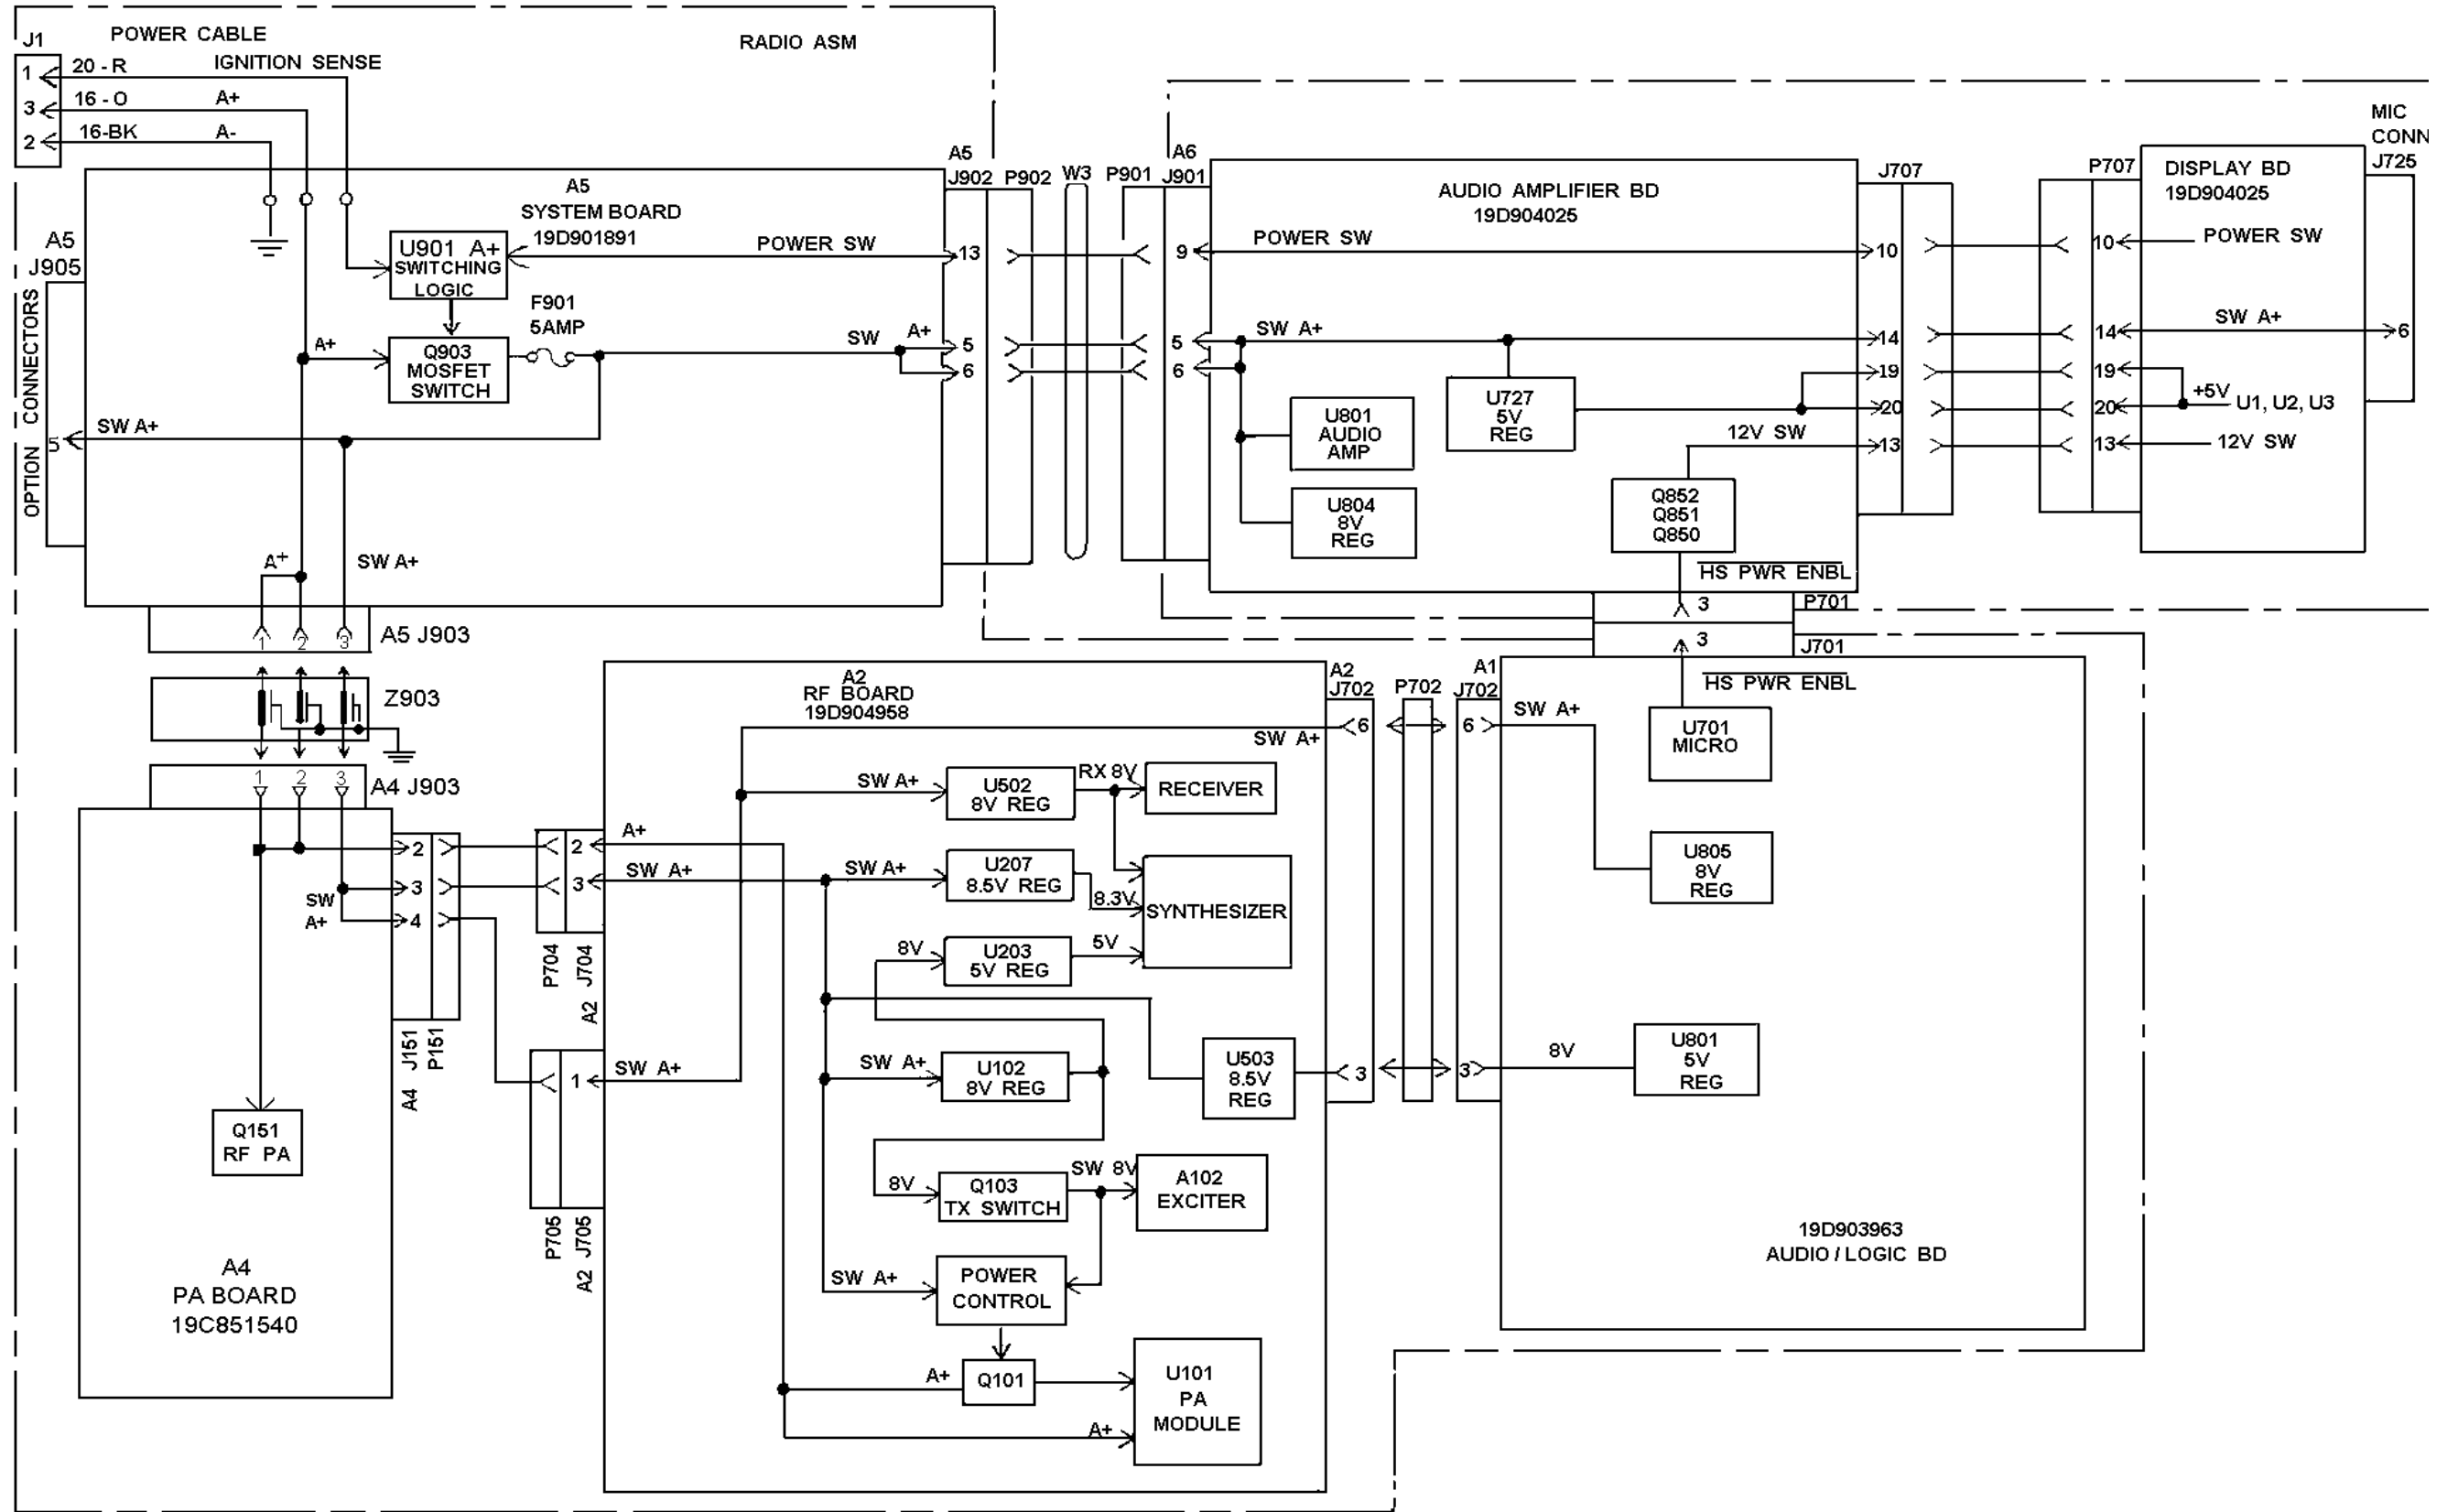 J1
POWER CABLE
RADIO ASM
1
20 - R
IGNITION SENSE
3
16 - O
A+
2
16-BK
A-
MIC
CONN
J725
A5
J902
P902
W3
P901
A6
J901
J707
P707
A5
SYSTEM BOARD
19D901891
AUDIO AMPLIFIER BD
19D904025
DISPLAY BD
19D904025
A5
J905
OPTION CONNECTORS
U901 A+
SWITCHING
LOGIC
POWER SW
13
9
POWER SW
10
10
POWER SW
F901
5AMP
A+
Q903
MOSFET
SWITCH
SW
A+
5
6
5
6
SW A+
14
19
20
13
14
19
20
13
SW A+
6
+5V
U1, U2, U3
12V SW
U727
5V
REG
U801
AUDIO
AMP
12V SW
U804
8V
REG
Q852
Q851
Q850
5
SW A+
A+
SW A+
HS PWR ENBL
3
P701
1
2
3
A5 J903
3
J701
Z903
HS PWR ENBL
1
2
3
A4 J903
A2
RF BOARD
19D904958
A2
J702
P702
A1
J702
6
SW A+
6
SW A+
U701
MICRO
SW A+
U502
8V REG
RX 8V
RECEIVER
2
3
4
SW
A+
2
3
A+
SW A+
SW A+
U207
8.5V REG
8.3V
SYNTHESIZER
U805
8V
REG
8V
U203
5V REG
5V
P704
J704
A2
J151
P151
A4
1
SW A+
SW A+
U102
8V REG
U503
8.5V
REG
3
3
8V
U801
5V
REG
Q151
RF PA
8V
Q103
TX SWITCH
SW 8V
A102
EXCITER
P705
J705
A2
SW A+
POWER
CONTROL
19D903963
AUDIO / LOGIC BD
A4
PA BOARD
19C851540
A+
Q101
A+
U101
PA
MODULE